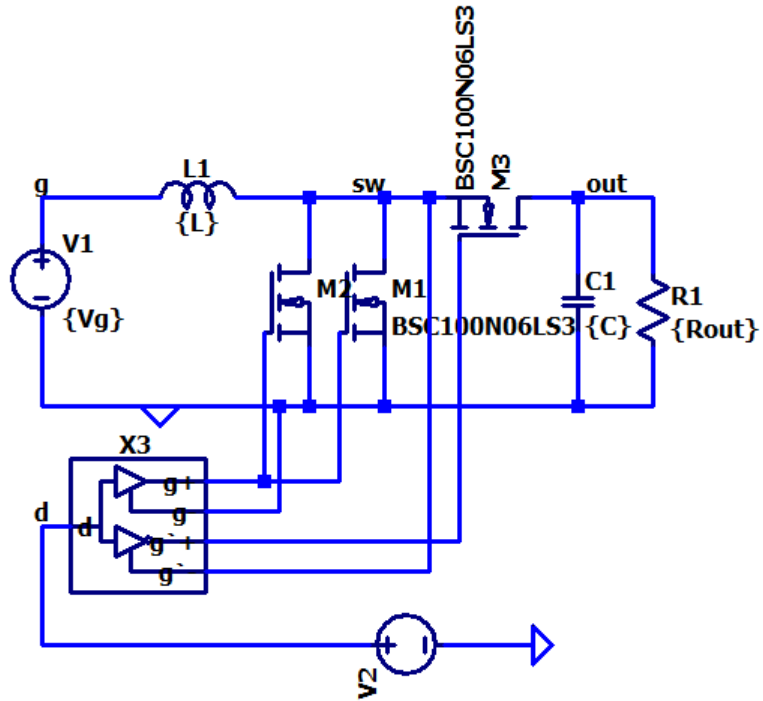 BSC100N06LS3
M3
g
L1
{L}
sw
out
V1
{Vg}
M2
M1
BSC100N06LS3
C1
{C}
R1
{Rout}
X3
d
d
g+
g
g`+
g`
V2